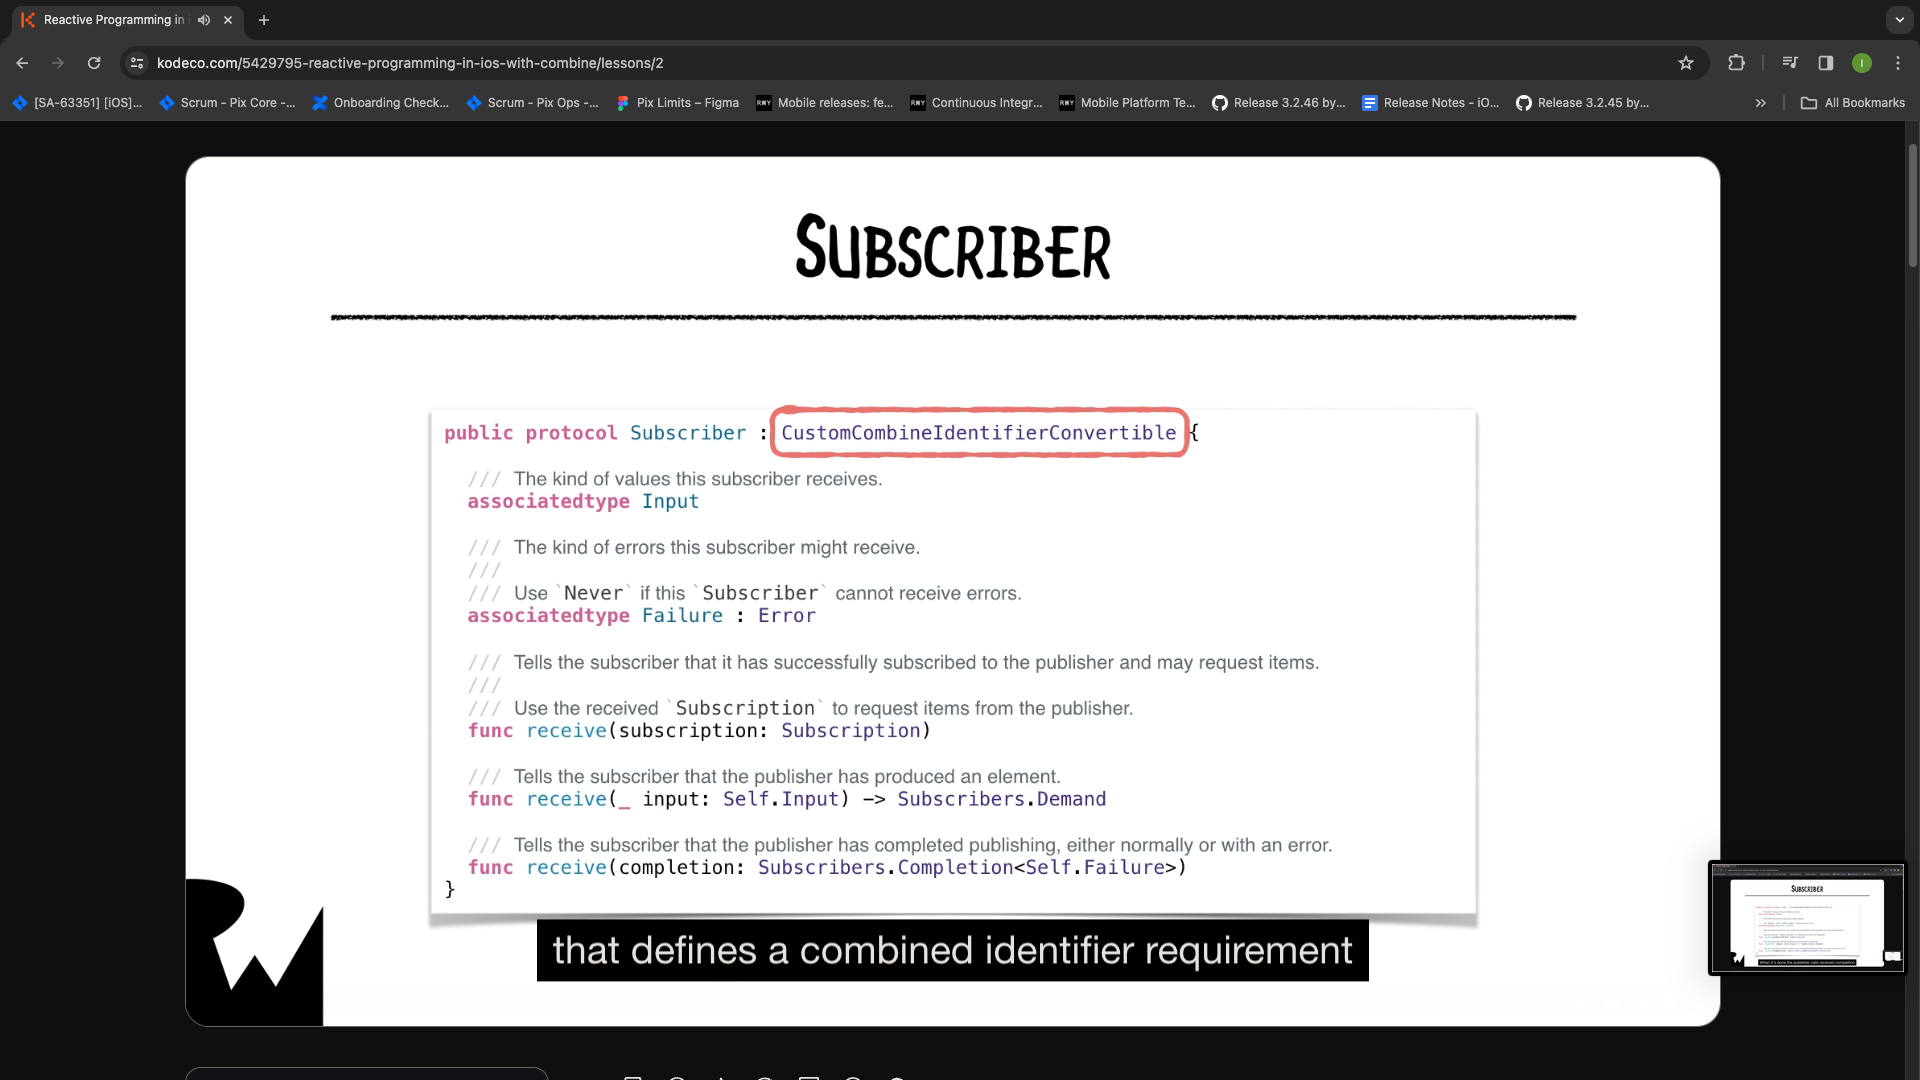 Reactive Programming in
kodeco.com/5429795-reactive-programming-in-ios-with-combine/lessons/2
I
[SA-63351] [iOS]... Scrum - Pix Core -... Onboarding Check... Scrum - Pix Ops -... Pix Limits – Figma RWY Mobile releases: fe... RWY Continuous Integr... RWY Mobile Platform Te... Release 3.2.46 by... Release Notes - iO... Release 3.2.45 by... » All Bookmarks
SUBSCRIBER
public protocol Subscriber : CustomCombineIdentifierConvertible {
/// The kind of values this subscriber receives.
associatedtype Input
/// The kind of errors this subscriber might receive.
///
/// Use `Never` if this `Subscriber` cannot receive errors.
associatedtype Failure : Error
/// Tells the subscriber that it has successfully subscribed to the publisher and may request items.
///
/// Use the received `Subscription` to request items from the publisher.
func receive(subscription: Subscription)
/// Tells the subscriber that the publisher has produced an element.
func receive(_ input: Self.Input) -> Subscribers.Demand
/// Tells the subscriber that the publisher has completed publishing, either normally or with an error.
func receive(completion: Subscribers.Completion<Self.Failure>)
}
that defines a combined identifier requirement
SUBSCRIBER